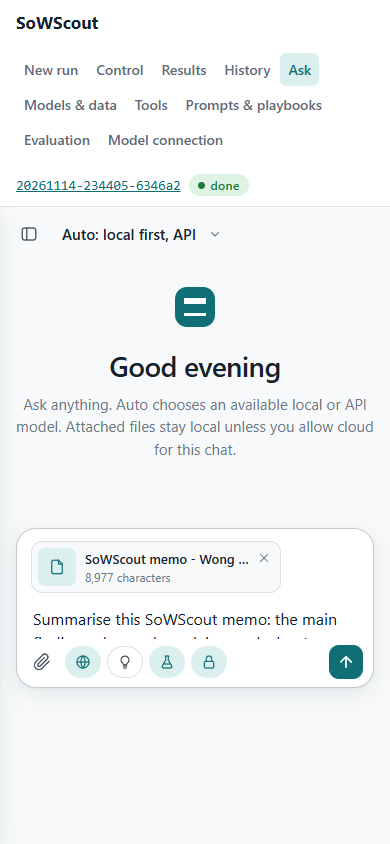 SoWScout
New run Control Results History Ask
Models & data Tools Prompts & playbooks
Evaluation Model connection
20261114-234405-6346a2 done
Auto: local first, API
Good evening
Ask anything. Auto chooses an available local or API
model. Attached files stay local unless you allow cloud
for this chat.
SoWScout memo - Wong ...
8,977 characters
Summarise this SoWScout memo: the main